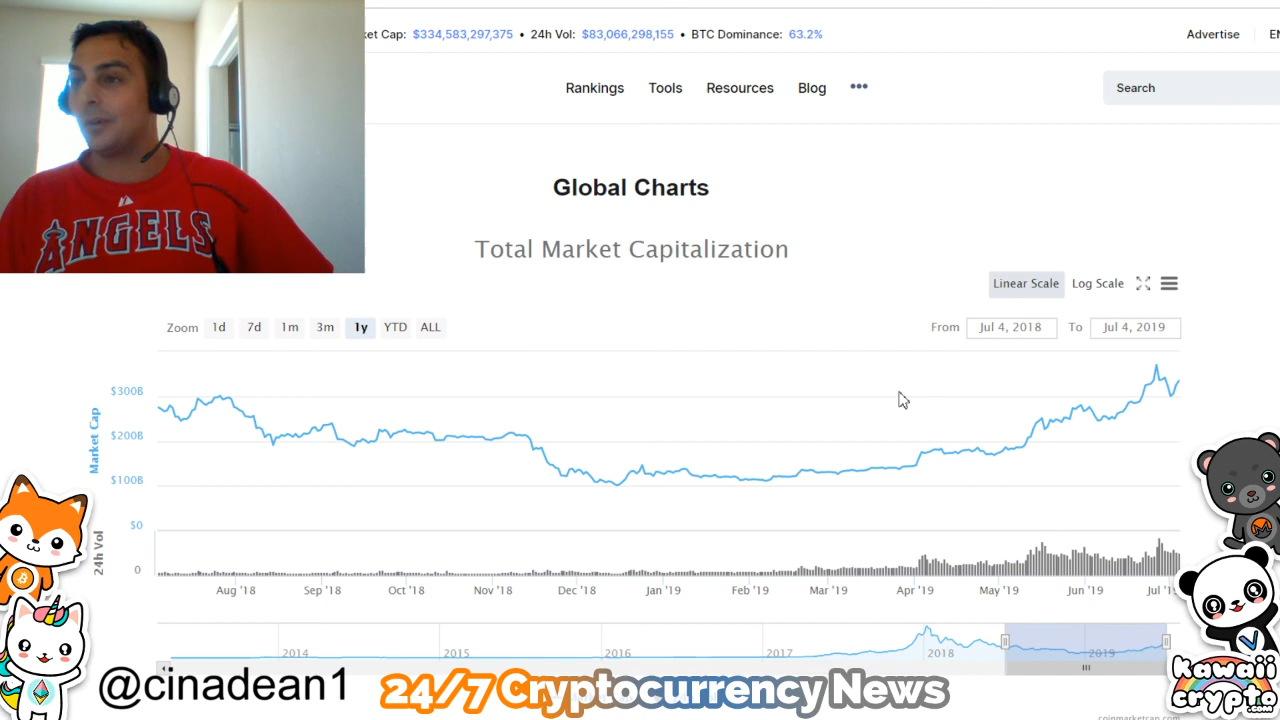 ket Cap: $334,583,297,375 • 24h Vol: $83,066,298,155 • BTC Dominance: 63.2%
Advertise
EN
Rankings Tools Resources Blog •••
Search
ANGELS
Global Charts
Total Market Capitalization
Linear Scale Log Scale
Zoom 1d 7d 1m 3m 1y YTD ALL
From Jul 4, 2018 To Jul 4, 2019
$300B
$200B
$100B
$0
0
Market Cap
24h Vol
Aug '18 Sep '18 Oct '18 Nov '18 Dec '18 Jan '19 Feb '19 Mar '19 Apr '19 May '19 Jun '19 Jul '19
2014 2015 2016 2017 2018 2019
@cinadean1
24/7 Cryptocurrency News
kawaii
crypto
.com
coinmarketcap.com